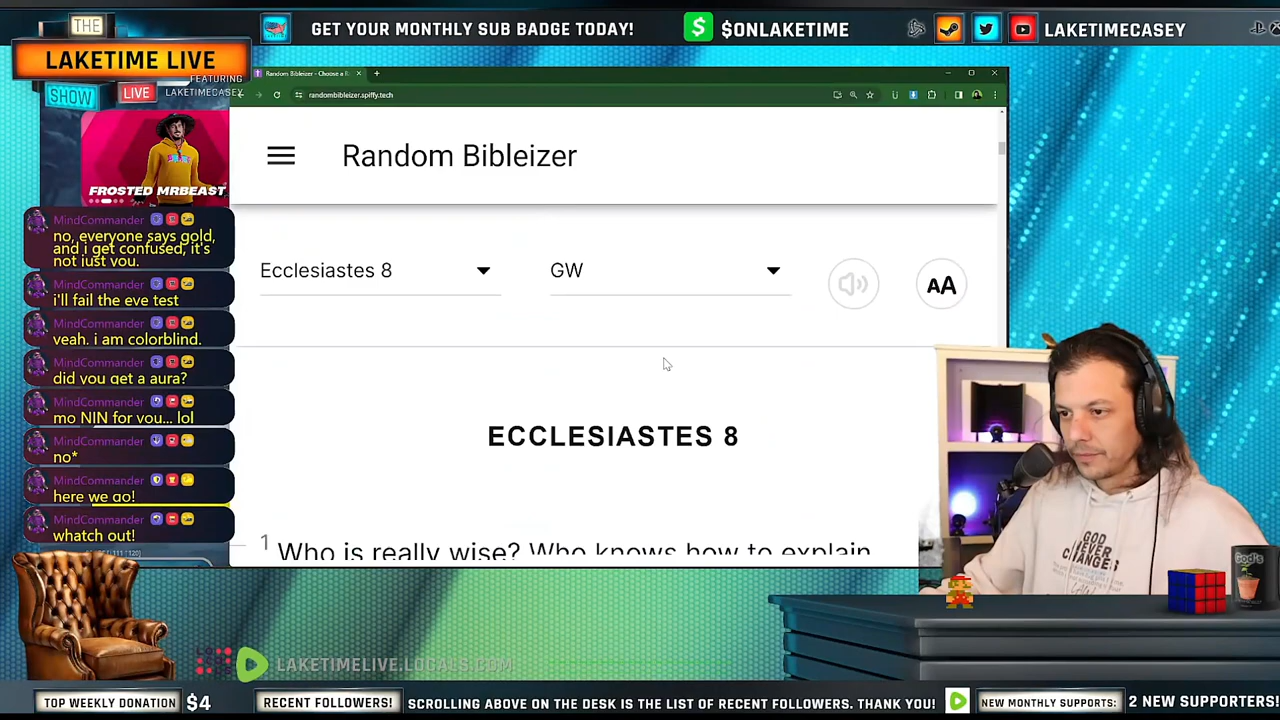 THE
LAKETIME LIVE
SHOW
LIVE
FEATURING
LAKETIMECASEY
GET YOUR MONTHLY SUB BADGE TODAY!
$ONLAKETIME
LAKETIMECASEY
Random Bibleizer - Choose a R
randombibleizer.spiffy.tech
Random Bibleizer
Ecclesiastes 8
GW
AA
ECCLESIASTES 8
1 Who is really wise? Who knows how to explain
FROSTED MRBEAST
MindCommander
no, everyone says gold,
and i get confused, it's
not just you.
MindCommander
i'll fail the eye test
MindCommander
yeah. i am colorblind.
MindCommander
did you get a aura?
MindCommander
mo NIN for you... lol
MindCommander
no*
MindCommander
here we go!
MindCommander
whatch out!
GOD
NEVER
CHANGES
God's
LAKETIMELIVE.LOCALS.COM
TOP WEEKLY DONATION
$4
RECENT FOLLOWERS!
SCROLLING ABOVE ON THE DESK IS THE LIST OF RECENT FOLLOWERS. THANK YOU!
NEW MONTHLY SUPPORTS:
2 NEW SUPPORTERS!